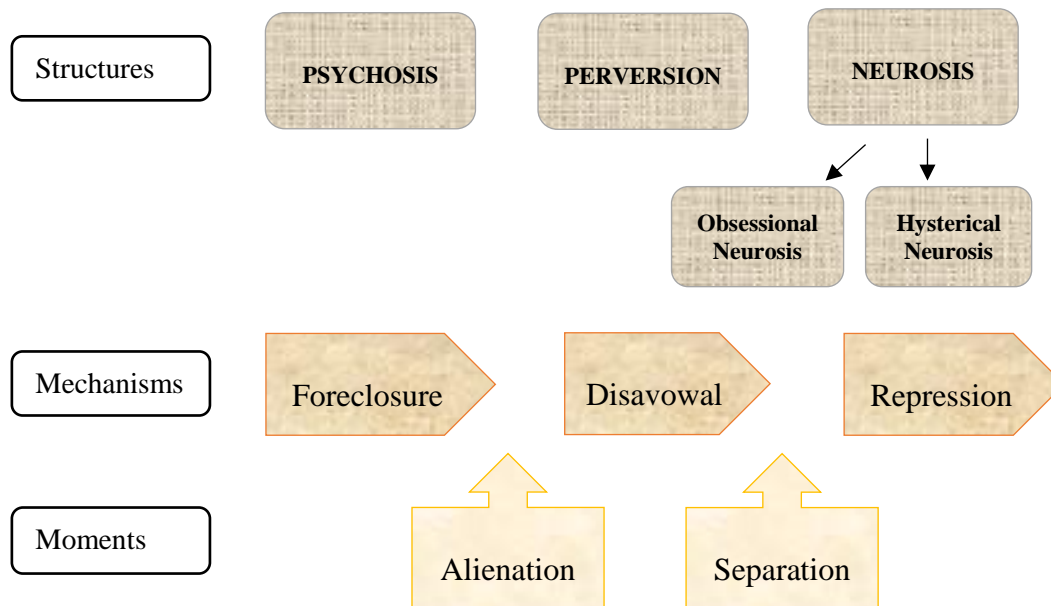 Structures
PSYCHOSIS
PERVERSION
NEUROSIS
Obsessional
Neurosis
Hysterical
Neurosis
Mechanisms
Foreclosure
Disavowal
Repression
Moments
Alienation
Separation